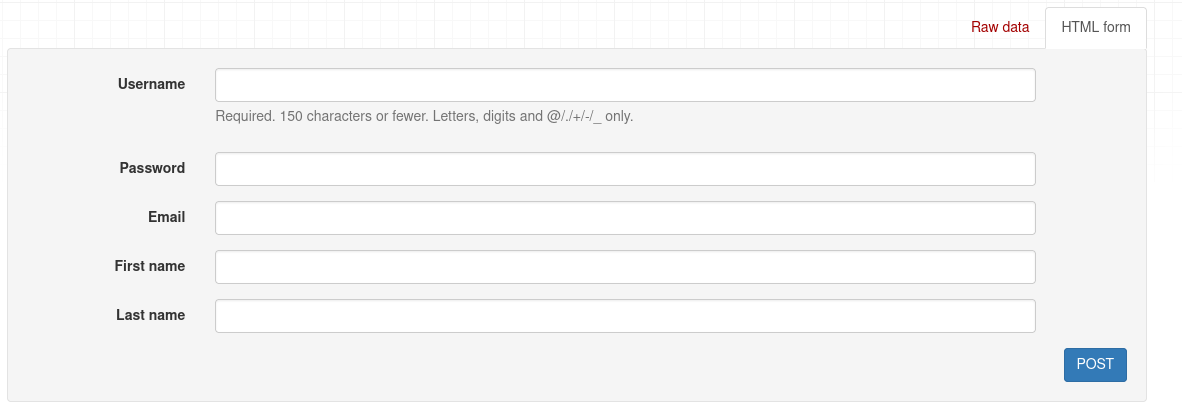 Raw data
HTML form
Username
Required. 150 characters or fewer. Letters, digits and @/./+/-/_ only.
Password
Email
First name
Last name
POST